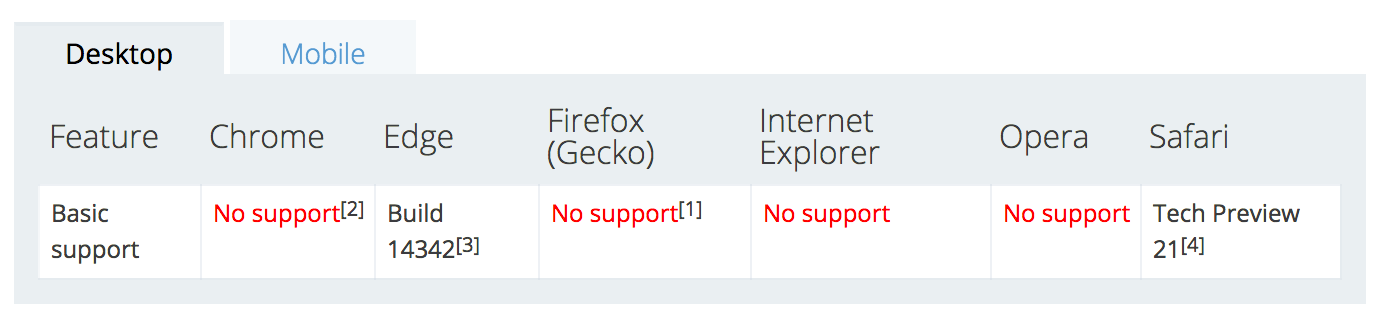 Desktop Mobile
Feature Chrome Edge Firefox (Gecko) Internet Explorer Opera Safari
Basic support No support[2] Build 14342[3] No support[1] No support No support Tech Preview 21[4]